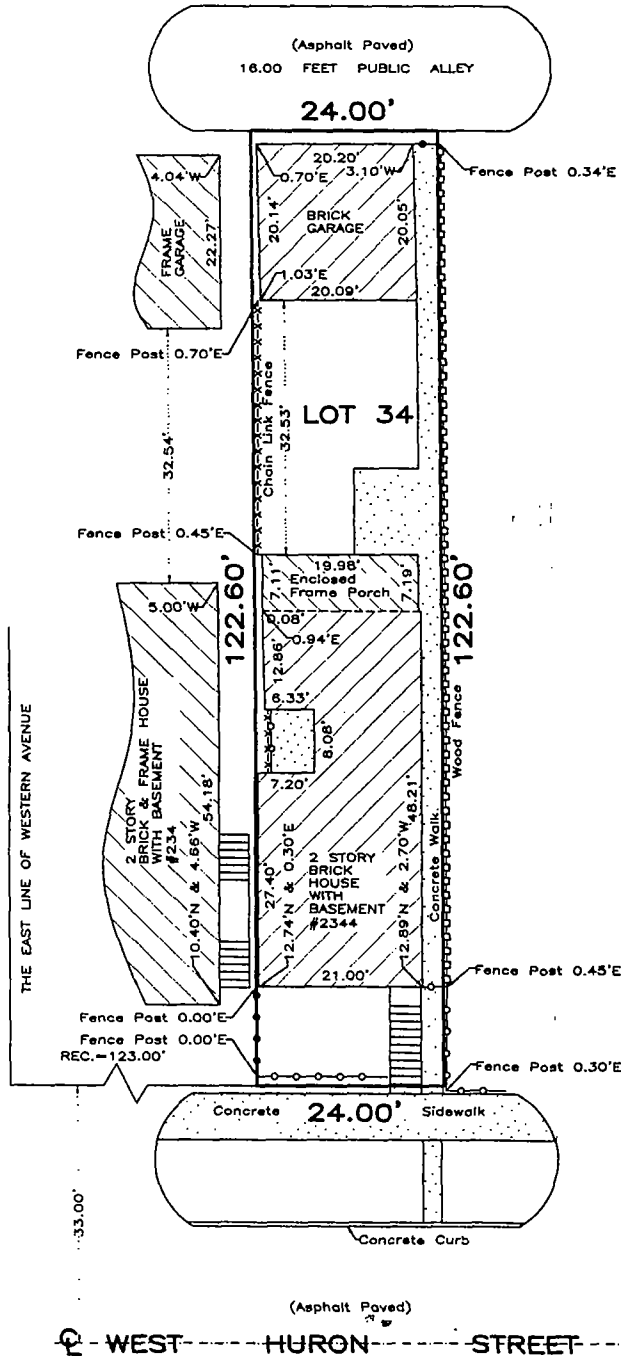 (Asphalt Paved)
16.00 FEET PUBLIC ALLEY
24.00'
20.20'
4.04'W
0.70'E
3.10'W
Fence Post 0.34'E
FRAME
GARAGE
22.27'
20.14'
BRICK
GARAGE
20.05'
1.03'E
20.09'
Fence Post 0.70'E
Chain Link Fence
32.53'
LOT 34
32.54'
Fence Post 0.45'E
19.98'
7.11'
Enclosed
Frame Porch
7.19'
122.60'
122.60'
5.00'W
0.08'
0.94'E
12.86'
6.33'
8.08'
7.20'
Wood Fence
THE EAST LINE OF WESTERN AVENUE
2 STORY
BRICK & FRAME HOUSE
WITH BASEMENT
#234
54.18'
10.40'N & 4.66'W
27.40'
12.74'N & 0.30'E
2 STORY
BRICK
HOUSE
WITH
BASEMENT
#2344
48.21'
12.89'N & 2.70'W
Concrete Walk
21.00'
Fence Post 0.45'E
Fence Post 0.00'E
Fence Post 0.00'E
REC.=123.00'
Fence Post 0.30'E
Concrete 24.00' Sidewalk
33.00'
Concrete Curb
(Asphalt Paved)
WEST HURON STREET